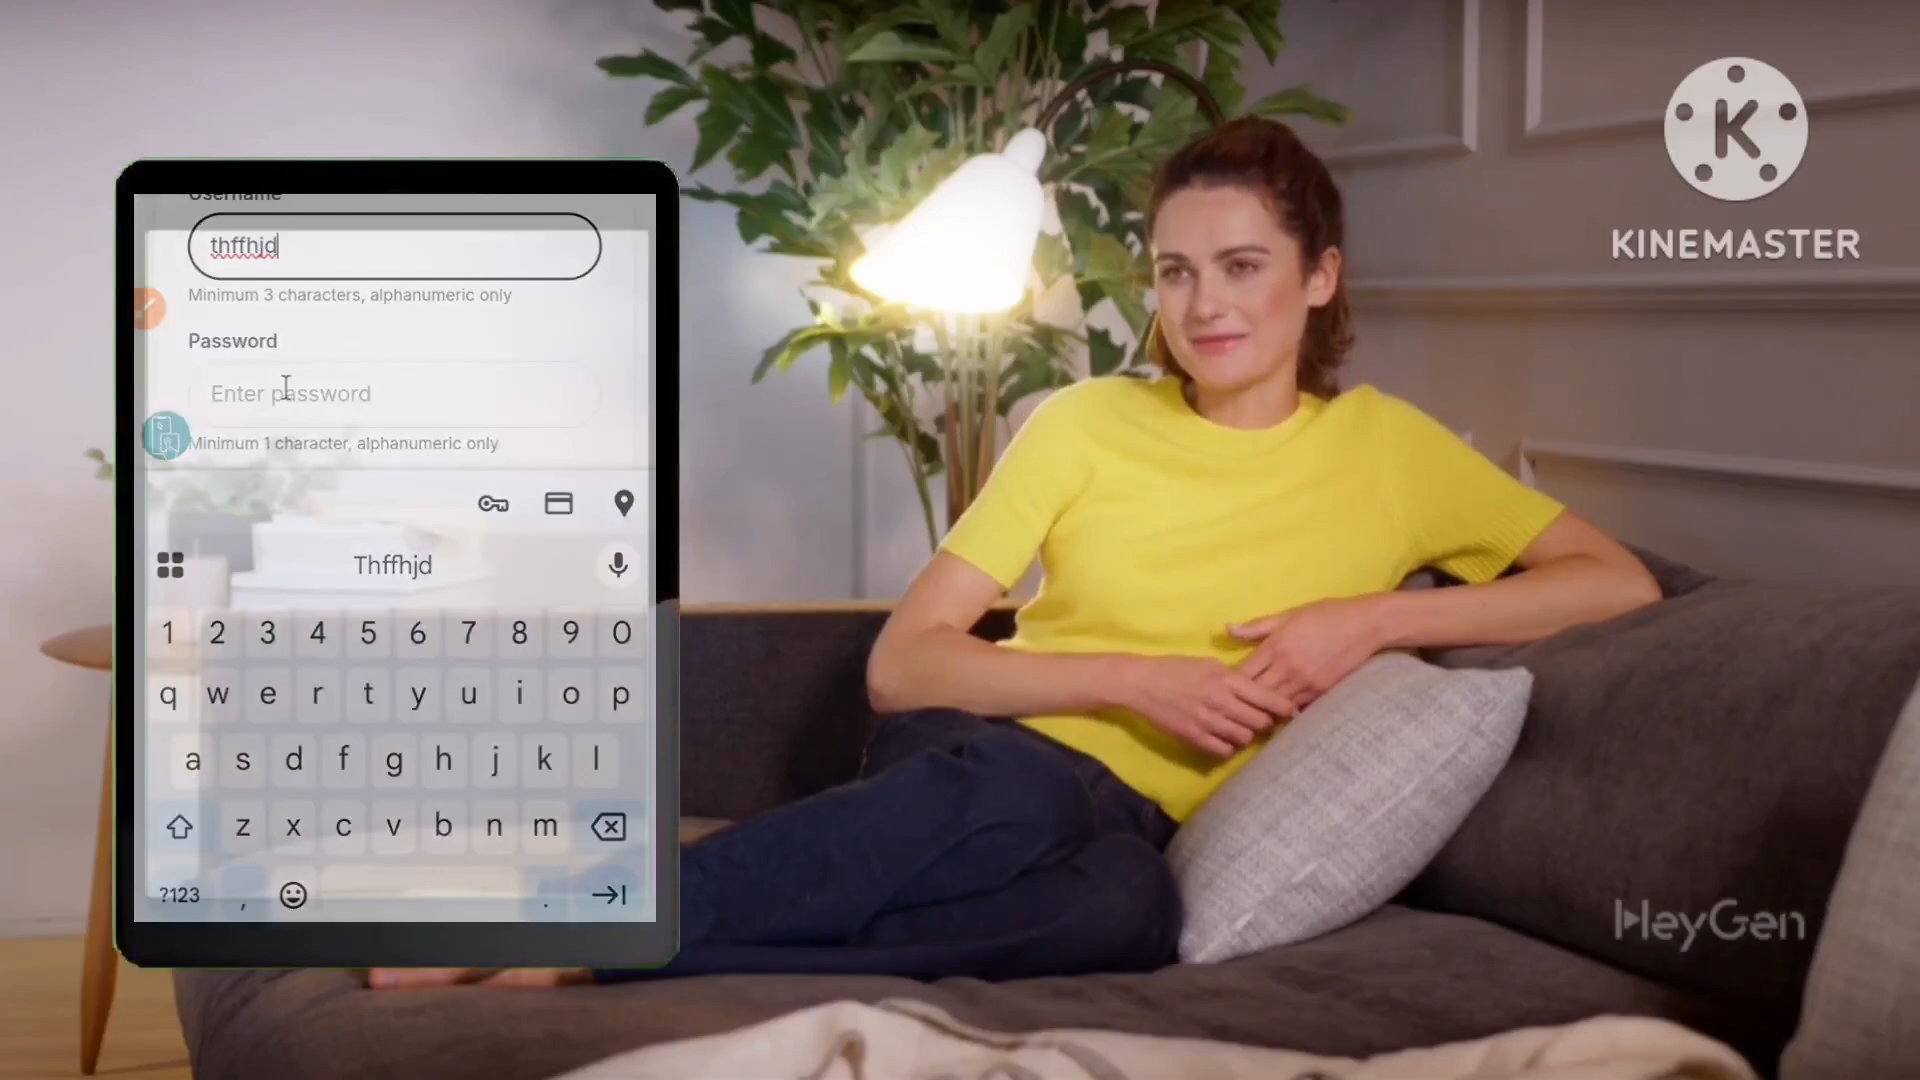 Username
thffhjd
Minimum 3 characters, alphanumeric only
Password
Enter password
Minimum 1 character, alphanumeric only
Thffhjd
1 2 3 4 5 6 7 8 9 0
q w e r t y u i o p
a s d f g h j k l
z x c v b n m
?123 , .
K
KINEMASTER
HeyGen